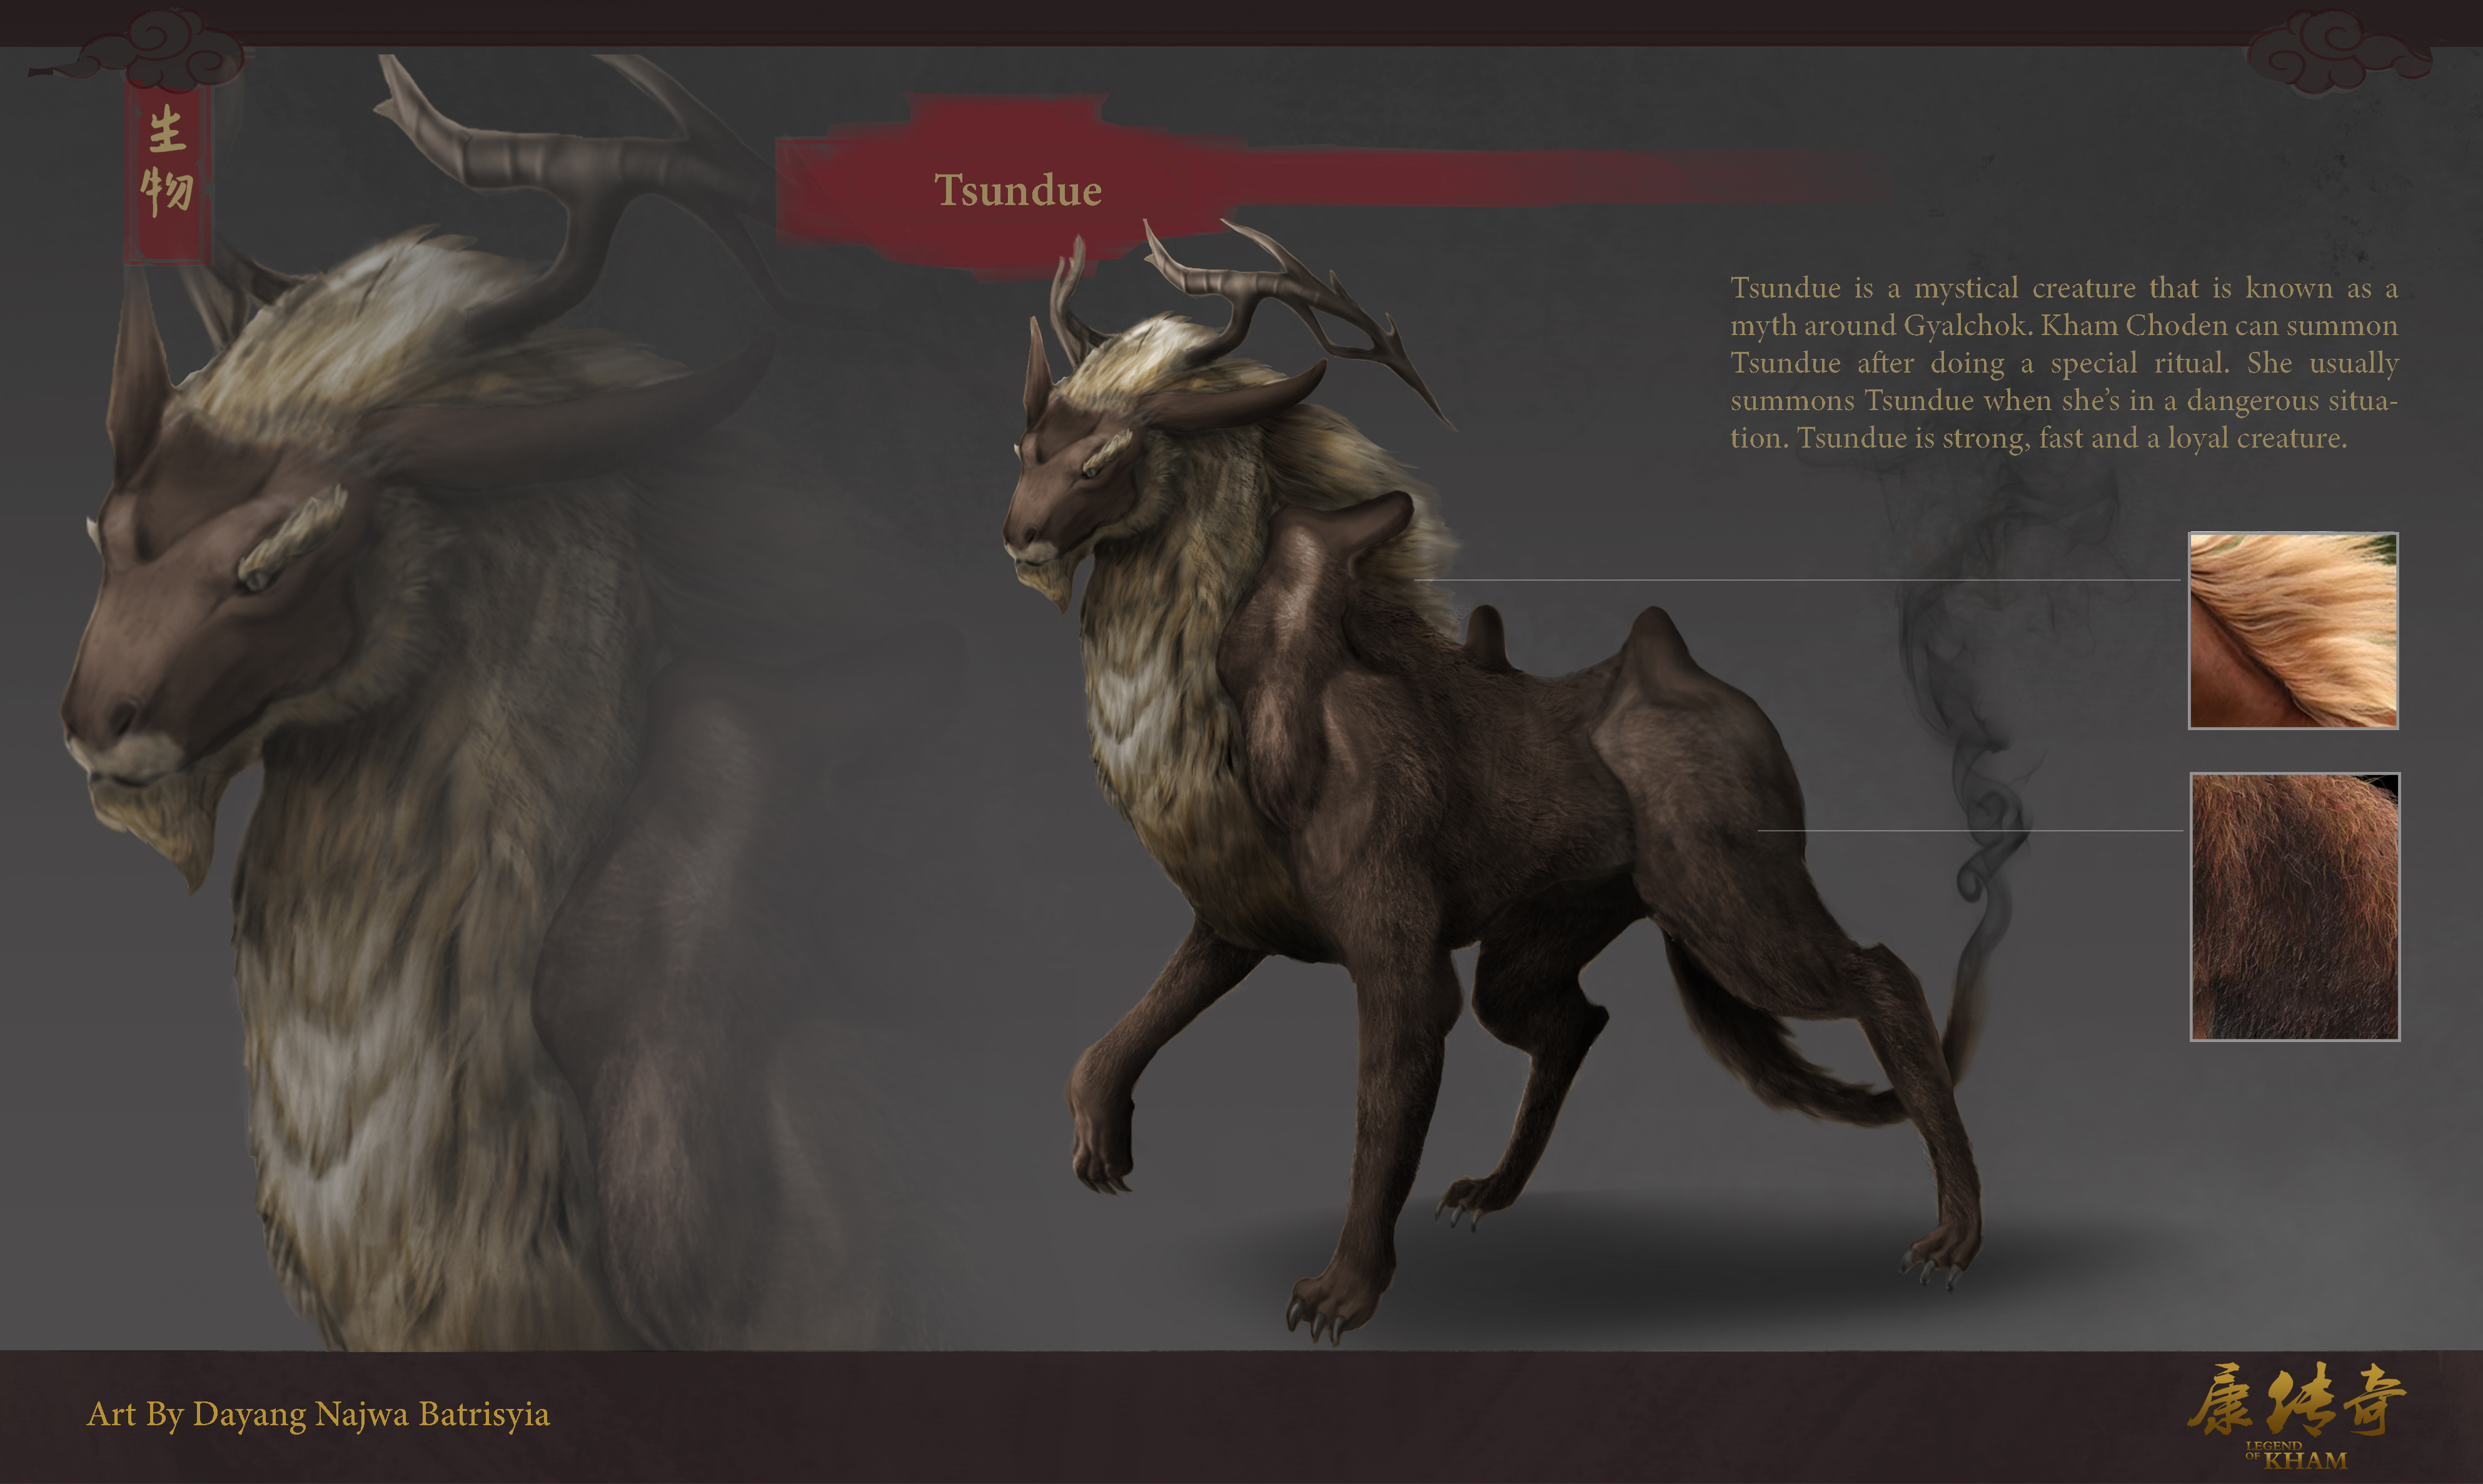 生
物
Tsundue
Tsundue is a mystical creature that is known as a
myth around Gyalchok. Kham Choden can summon
Tsundue after doing a special ritual. She usually
summons Tsundue when she's in a dangerous situa-
tion. Tsundue is strong, fast and a loyal creature.
Art By Dayang Najwa Batrisyia
康传奇
LEGEND
OF KHAM